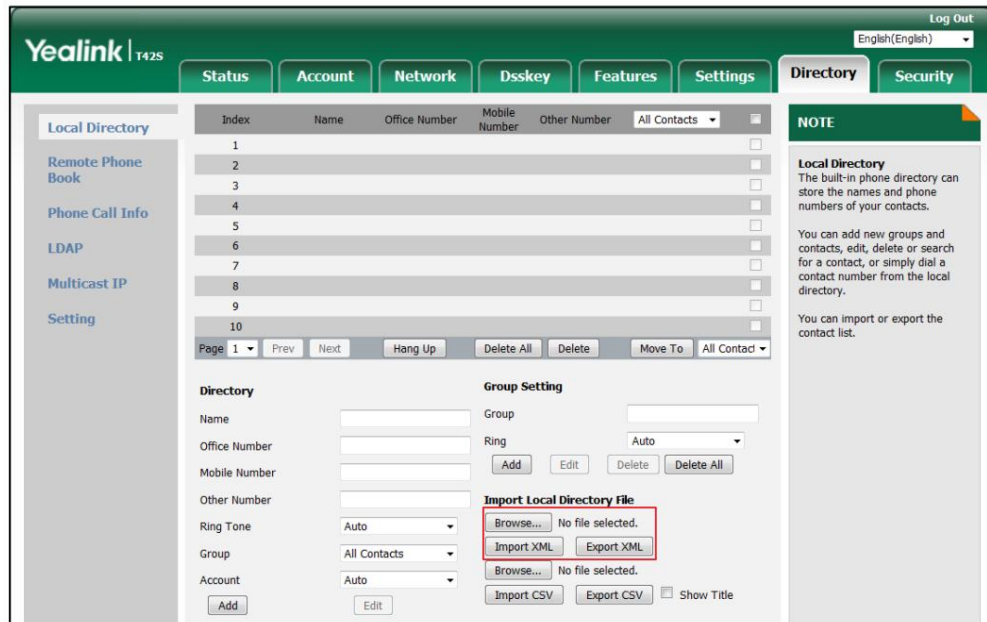 Log Out
English(English)
Yealink T42S
Status Account Network Dsskey Features Settings Directory Security
Local Directory
Remote Phone
Book
Phone Call Info
LDAP
Multicast IP
Setting
Index Name Office Number Mobile Number Other Number All Contacts
1
2
3
4
5
6
7
8
9
10
Page 1 Prev Next Hang Up Delete All Delete Move To All Contact
Directory
Name
Office Number
Mobile Number
Other Number
Ring Tone Auto
Group All Contacts
Account Auto
Add Edit
Group Setting
Group
Ring Auto
Add Edit Delete Delete All
Import Local Directory File
Browse... No file selected.
Import XML Export XML
Browse... No file selected.
Import CSV Export CSV Show Title
NOTE
Local Directory
The built-in phone directory can
store the names and phone
numbers of your contacts.
You can add new groups and
contacts, edit, delete or search
for a contact, or simply dial a
contact number from the local
directory.
You can import or export the
contact list.